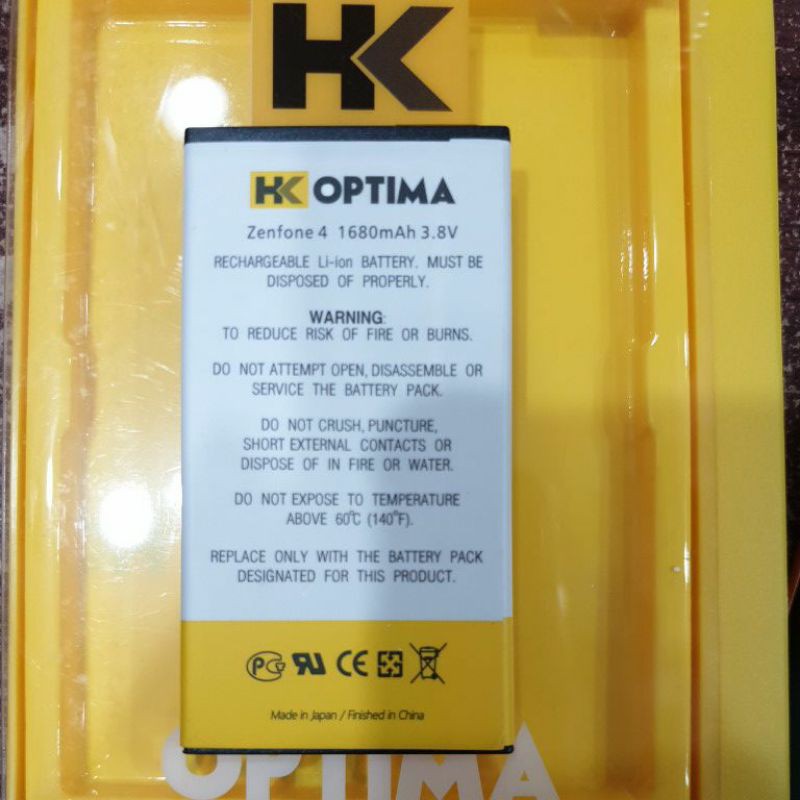 HK
HK OPTIMA
Zenfone 4 1680mAh 3.8V
RECHARGEABLE Li-ion BATTERY. MUST BE
DISPOSED OF PROPERLY.
WARNING:
TO REDUCE RISK OF FIRE OR BURNS.
DO NOT ATTEMPT OPEN, DISASSEMBLE OR
SERVICE THE BATTERY PACK.
DO NOT CRUSH, PUNCTURE,
SHORT EXTERNAL CONTACTS OR
DISPOSE OF IN FIRE OR WATER.
DO NOT EXPOSE TO TEMPERATURE
ABOVE 60°C (140°F).
REPLACE ONLY WITH THE BATTERY PACK
DESIGNATED FOR THIS PRODUCT.
PG RU CE
Made in Japan / Finished in China
OPTIMA